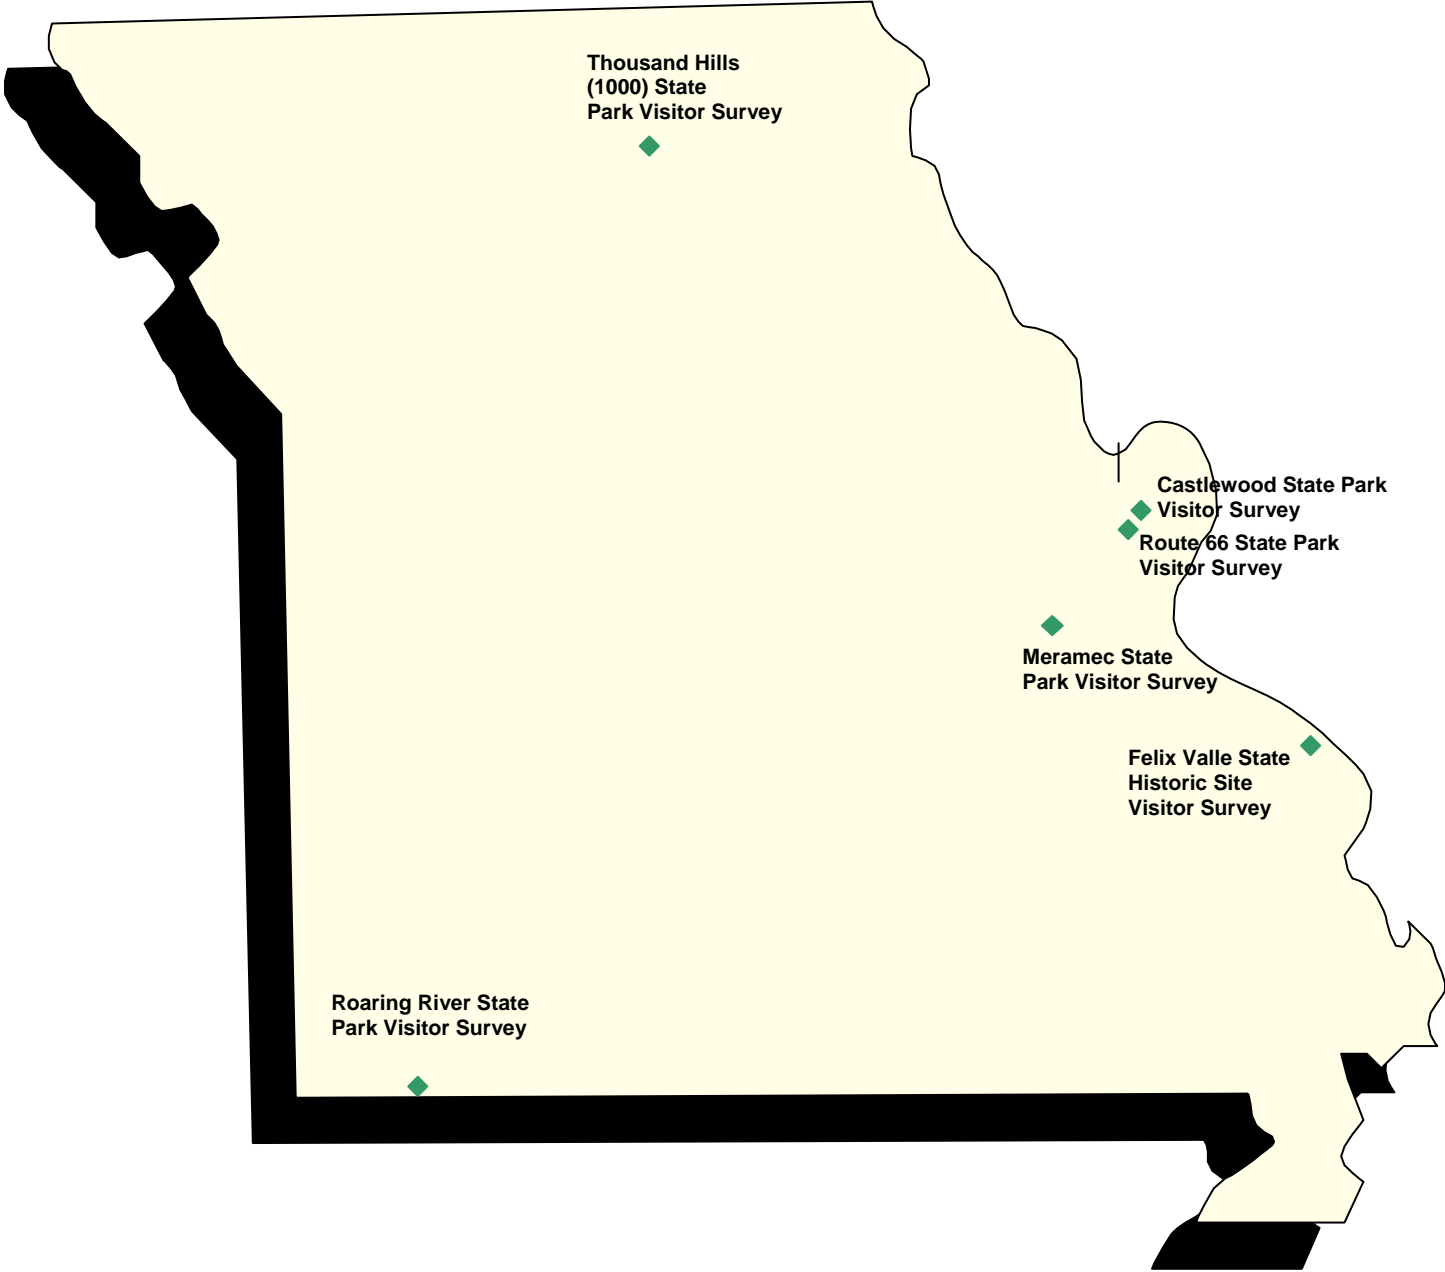 Thousand Hills
(1000) State
Park Visitor Survey
Castlewood State Park
Visitor Survey
Route 66 State Park
Visitor Survey
Meramec State
Park Visitor Survey
Felix Valle State
Historic Site
Visitor Survey
Roaring River State
Park Visitor Survey